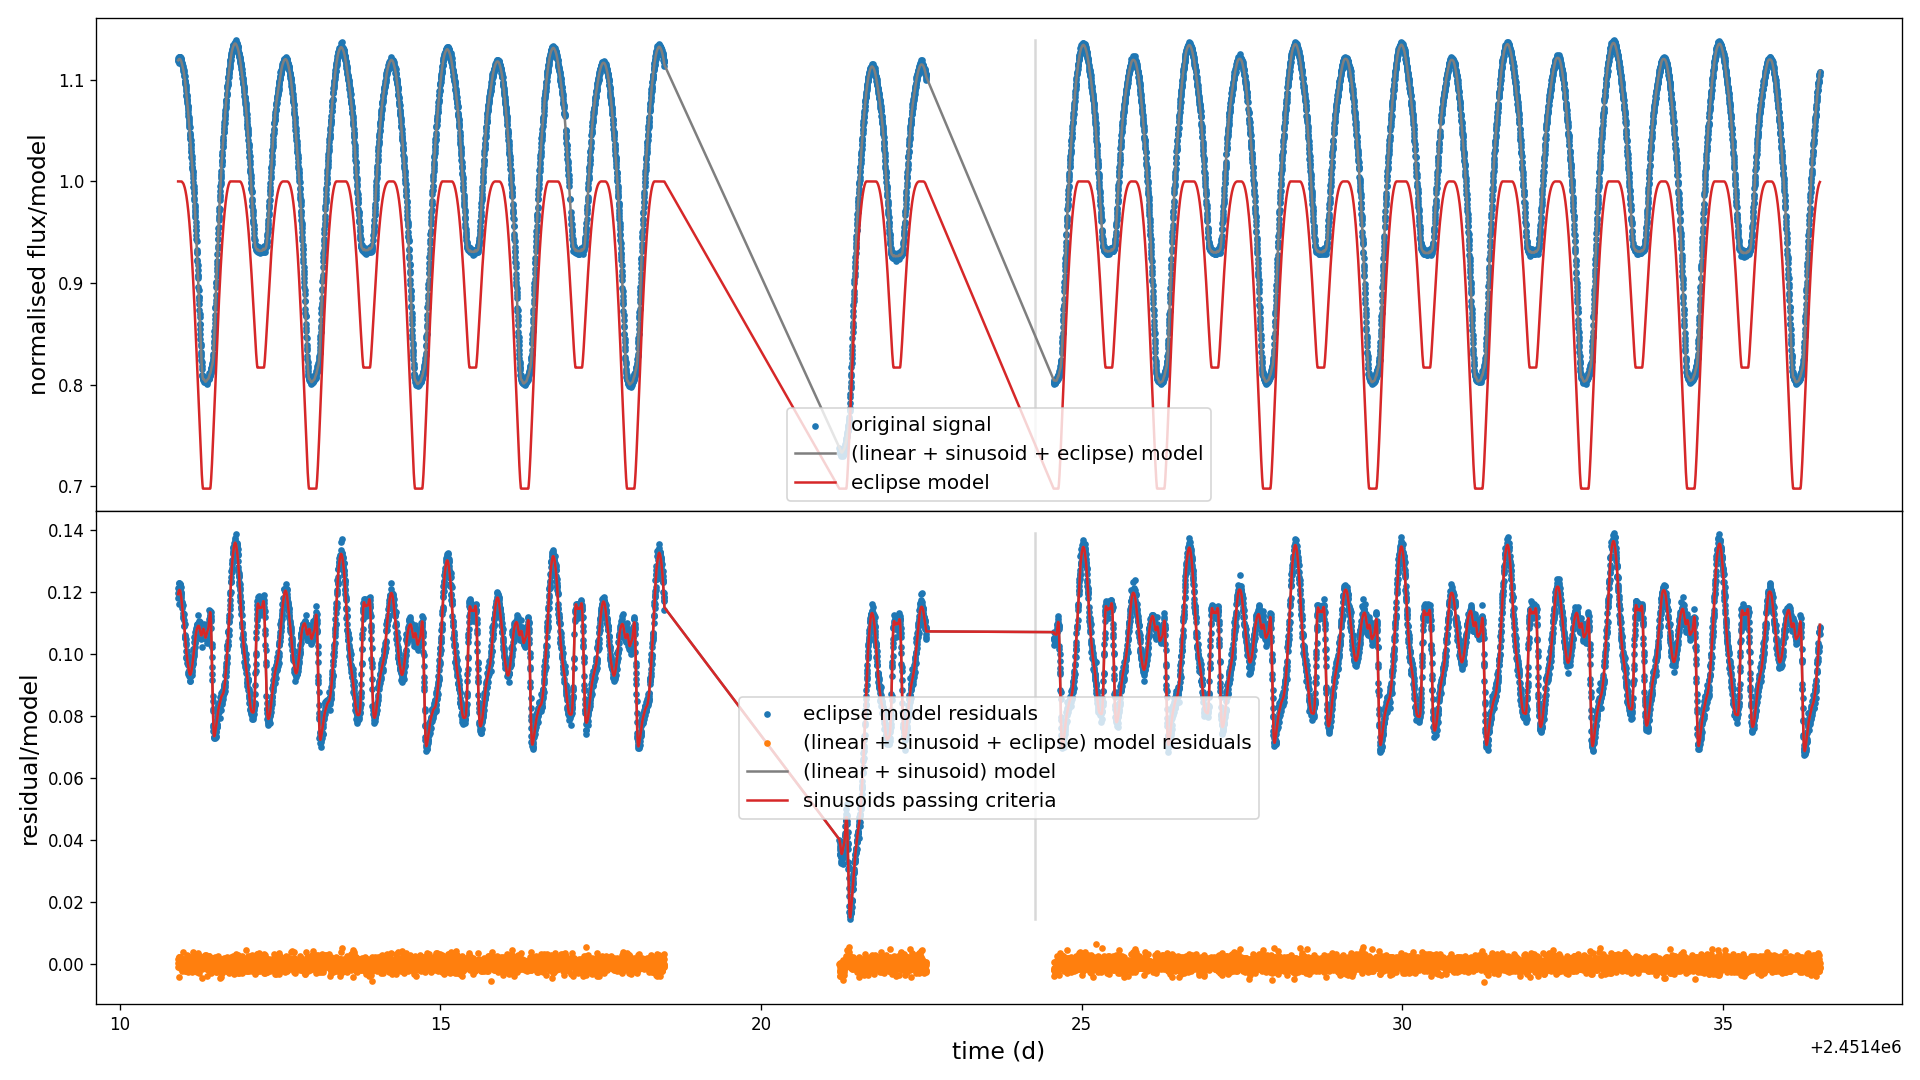 normalised flux/model
1.1
1.0
0.9
0.8
0.7
original signal
(linear + sinusoid + eclipse) model
eclipse model
residual/model
0.14
0.12
0.10
0.08
0.06
0.04
0.02
0.00
eclipse model residuals
(linear + sinusoid + eclipse) model residuals
(linear + sinusoid) model
sinusoids passing criteria
10
15
20
25
30
35
time (d)
+2.4514e6